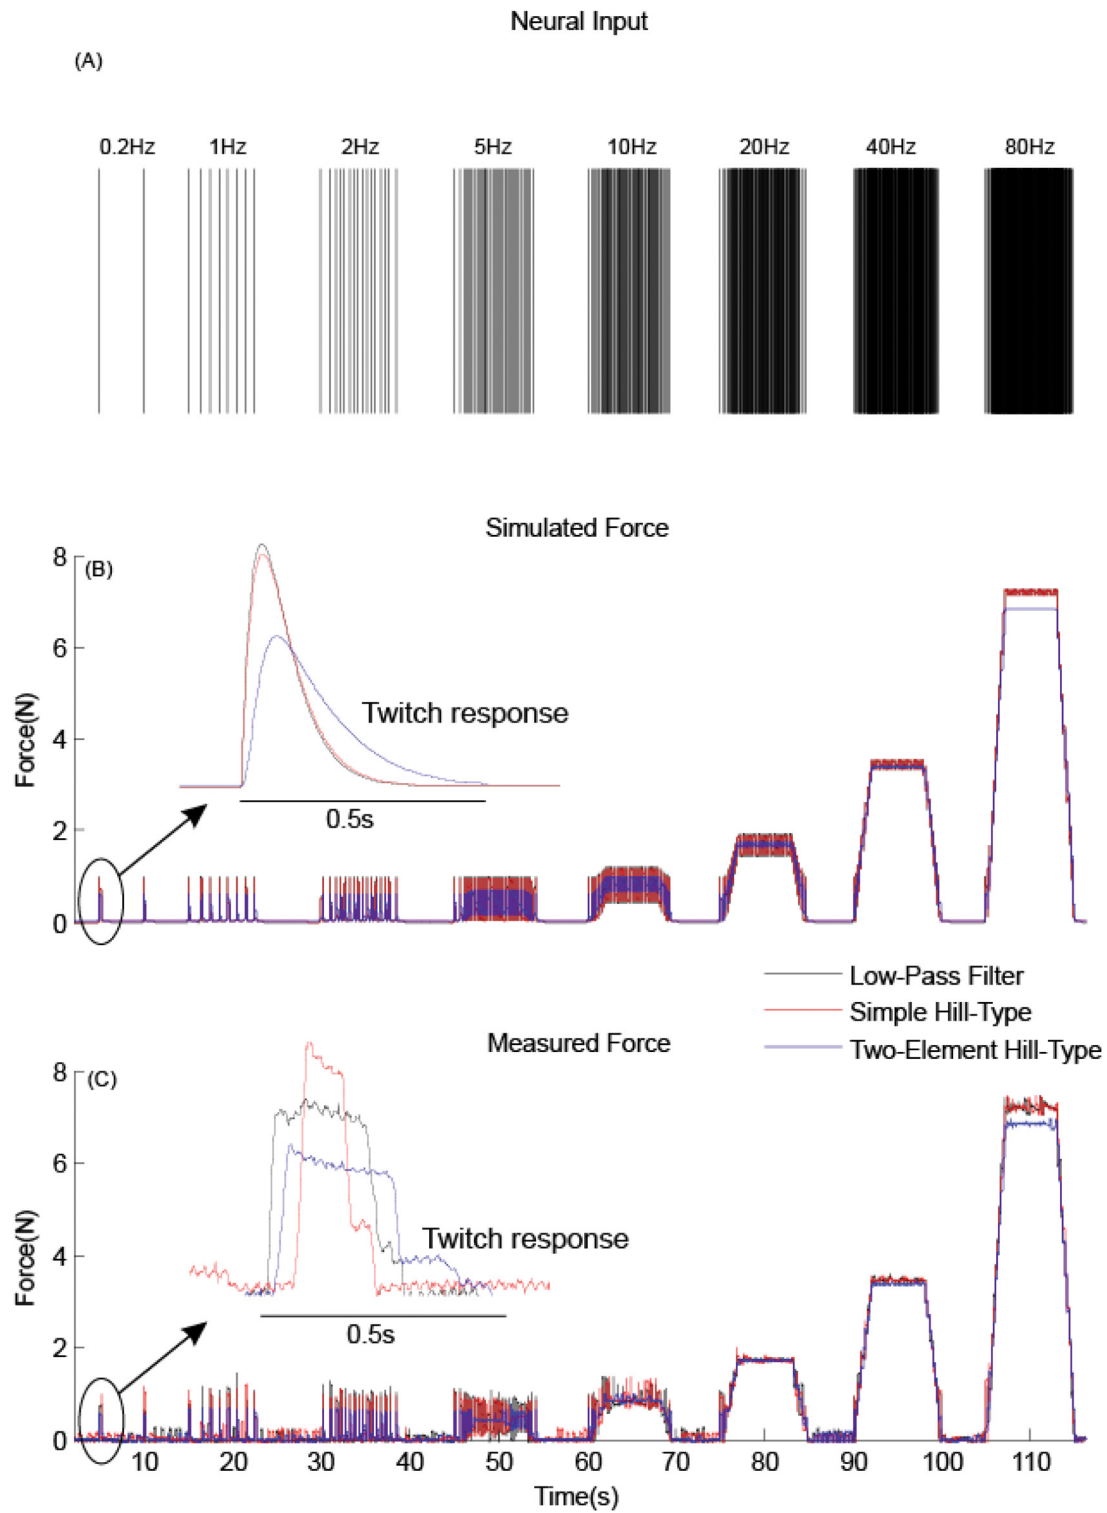 Neural Input
(A)
0.2Hz 1Hz 2Hz 5Hz 10Hz 20Hz 40Hz 80Hz
Simulated Force
(B)
8
6
4
2
0
Force(N)
Twitch response
0.5s
Low-Pass Filter
Simple Hill-Type
Two-Element Hill-Type
Measured Force
(C)
8
6
4
2
0
Force(N)
Twitch response
0.5s
10 20 30 40 50 60 70 80 90 100 110
Time(s)